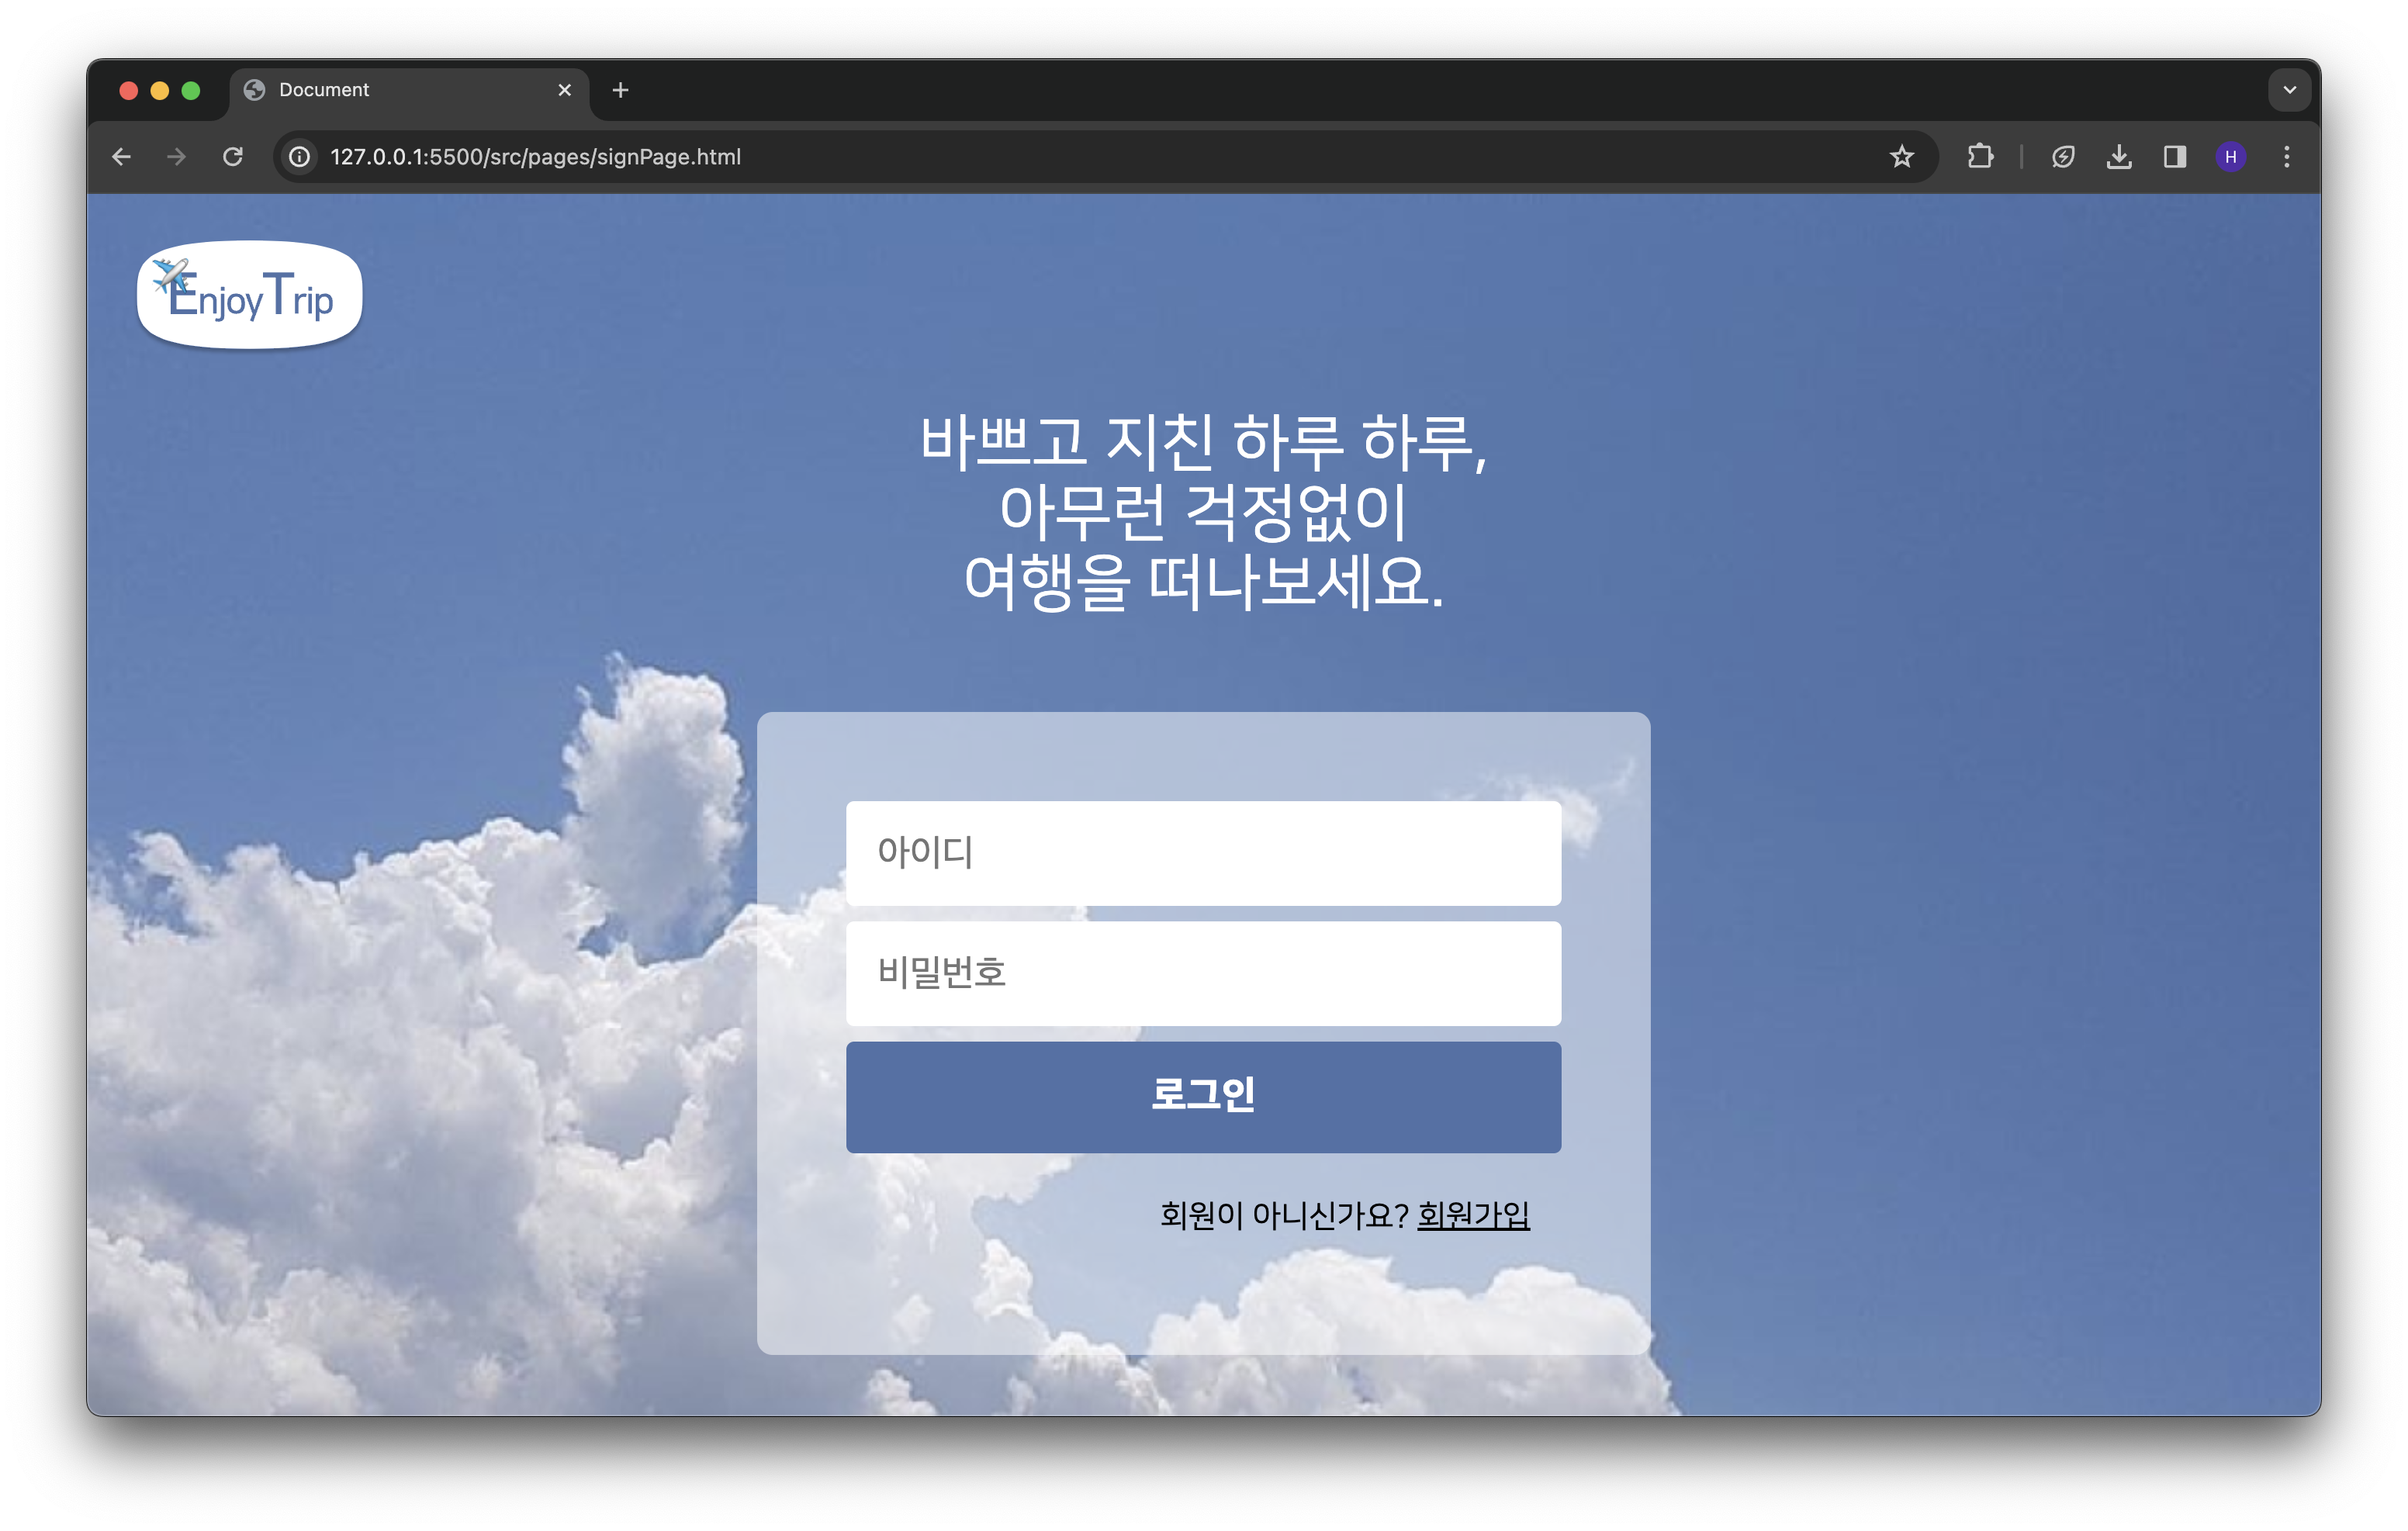 Document
127.0.0.1:5500/src/pages/signPage.html
H
EnjoyTrip
바쁘고 지친 하루 하루,
아무런 걱정없이
여행을 떠나보세요.
아이디
비밀번호
로그인
회원이 아니신가요? 회원가입